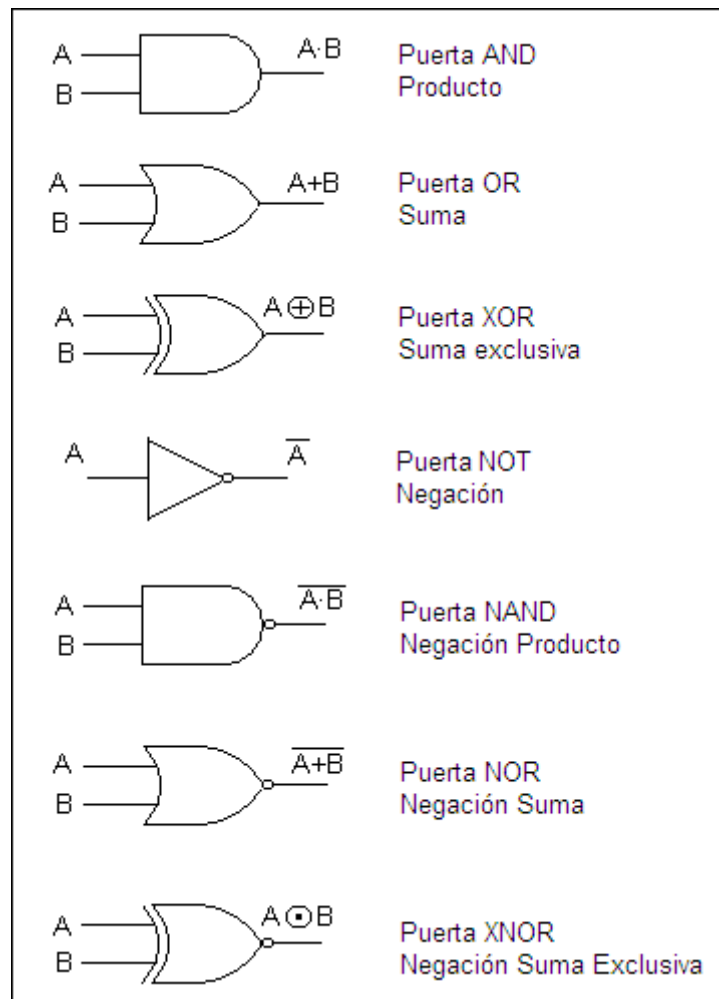 A
B
A·B
Puerta AND
Producto
A
B
A+B
Puerta OR
Suma
A
B
A⊕B
Puerta XOR
Suma exclusiva
A
A̅
Puerta NOT
Negación
A
B
A̅·̅B̅
Puerta NAND
Negación Producto
A
B
A̅+̅B̅
Puerta NOR
Negación Suma
A
B
A⊙B
Puerta XNOR
Negación Suma Exclusiva